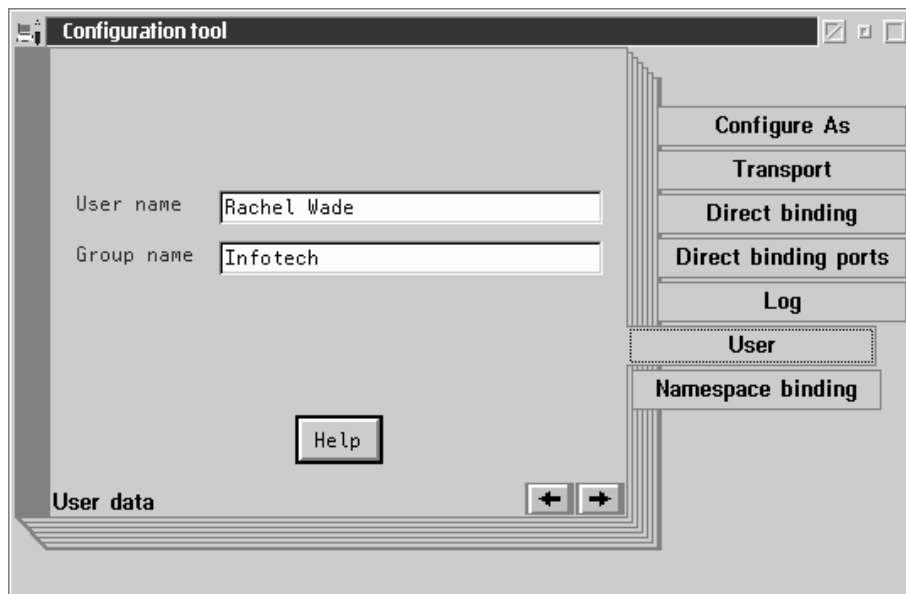 Configuration tool
Configure As
Transport
User name Rachel Wade
Direct binding
Group name Infotech
Direct binding ports
Log
User
Namespace binding
Help
User data